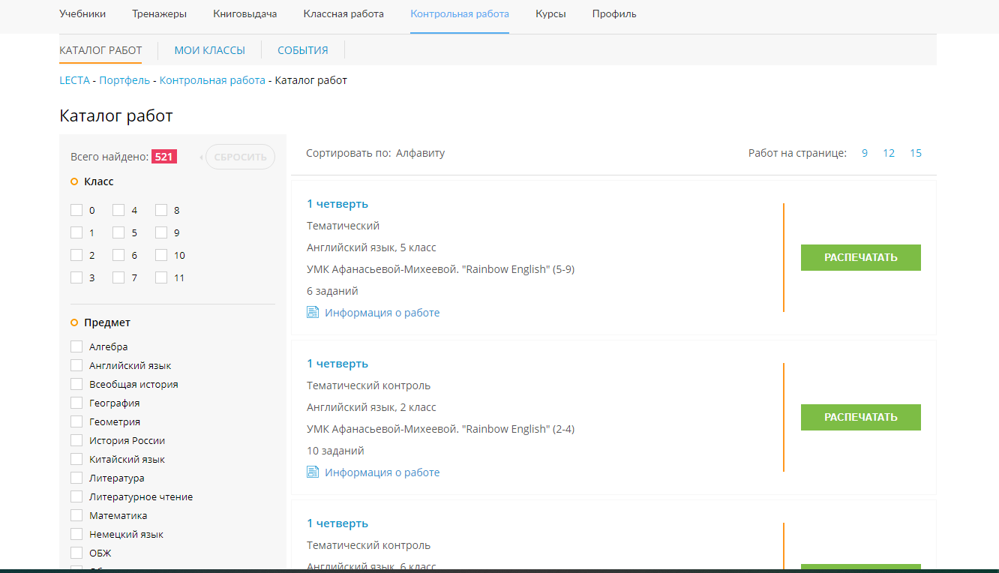 Учебники Тренажеры Книговыдача Классная работа Контрольная работа Курсы Профиль
КАТАЛОГ РАБОТ МОИ КЛАССЫ СОБЫТИЯ
LECTA - Портфель - Контрольная работа - Каталог работ
Каталог работ
Всего найдено: 521 СБРОСИТЬ
Класс
0 4 8
1 5 9
2 6 10
3 7 11
Предмет
Алгебра
Английский язык
Всеобщая история
География
Геометрия
История России
Китайский язык
Литература
Литературное чтение
Математика
Немецкий язык
ОБЖ
Сортировать по: Алфавиту Работ на странице: 9 12 15
1 четверть
Тематический
Английский язык, 5 класс
УМК Афанасьевой-Михеевой. "Rainbow English" (5-9)
6 заданий
Информация о работе
РАСПЕЧАТАТЬ
1 четверть
Тематический контроль
Английский язык, 2 класс
УМК Афанасьевой-Михеевой. "Rainbow English" (2-4)
10 заданий
Информация о работе
РАСПЕЧАТАТЬ
1 четверть
Тематический контроль
Английский язык, 6 класс